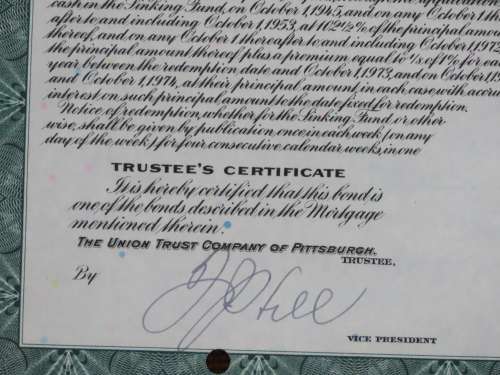 cash in the Sinking Fund, on October 1, 1945, and on any October 1 the
after to and including October 1, 1953, at 102½% of the principal amo
thereof, and on any October 1 thereafter to and including October 1, 197
the principal amount thereof plus a premium equal to ⅛ of 1% for eac
year between the redemption date and October 1, 1973, and on October 1, 1
and October 1, 1974, at their principal amount, in each case with accru
interest on such principal amount to the date fixed for redemption.
Notice of redemption, whether for the Sinking Fund or other
wise, shall be given by publication once in each week (on any
day of the week) for four consecutive calendar weeks, in one
TRUSTEE'S CERTIFICATE
It is hereby certified that this bond is
one of the bonds described in the Mortgage
mentioned therein.
THE UNION TRUST COMPANY OF PITTSBURGH,
TRUSTEE,
By
VICE PRESIDENT